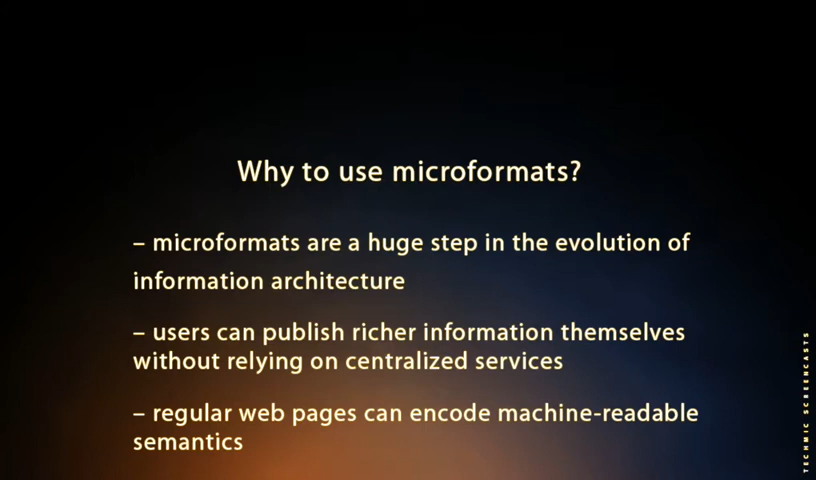 Why to use microformats?
– microformats are a huge step in the evolution of
information architecture
– users can publish richer information themselves
without relying on centralized services
– regular web pages can encode machine-readable
semantics
TECHMIC SCREENCASTS